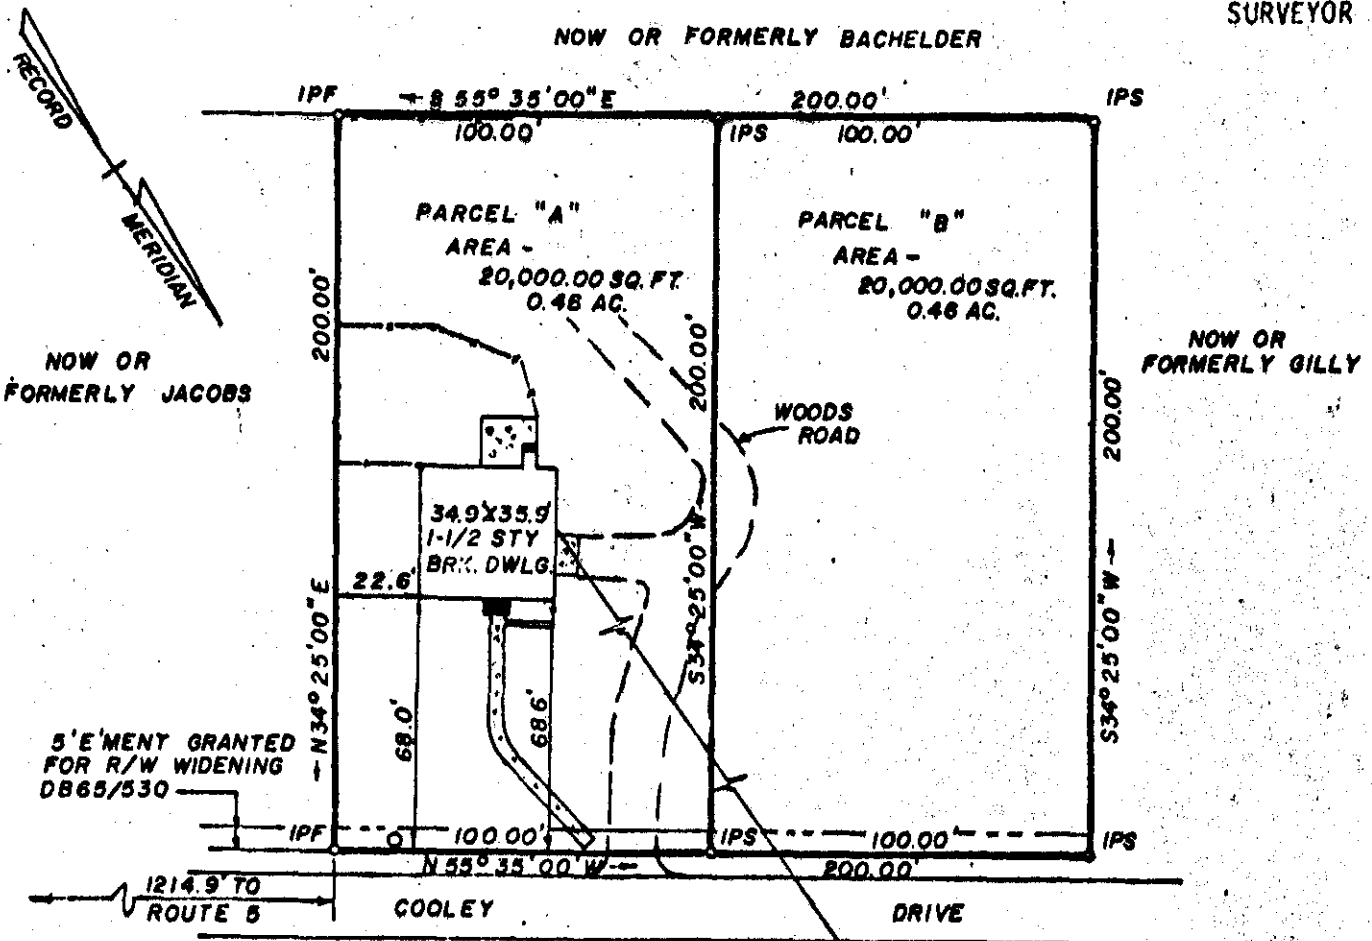 SURVEYOR
NOW OR FORMERLY BACHELDER
RECORD
MERIDIAN
IPF
S 55° 35'00" E
200.00'
IPS
100.00'
IPS
100.00'
PARCEL "A"
AREA -
20,000.00 SQ. FT.
0.46 AC.
PARCEL "B"
AREA -
20,000.00 SQ. FT.
0.46 AC.
200.00'
NOW OR
FORMERLY JACOBS
200.00'
WOODS
ROAD
NOW OR
FORMERLY GILLY
200.00'
34.9'X35.9'
1-1/2 STY
BRK. DWLG.
22.6'
N34° 25'00" E
S34° 25'00" W
S34° 25'00" W
68.0'
68.6'
5' E'MENT GRANTED
FOR R/W WIDENING
DB65/530
IPF
100.00'
IPS
100.00'
IPS
N 55° 35'00" W
200.00'
1214.9' TO
ROUTE 5
COOLEY DRIVE